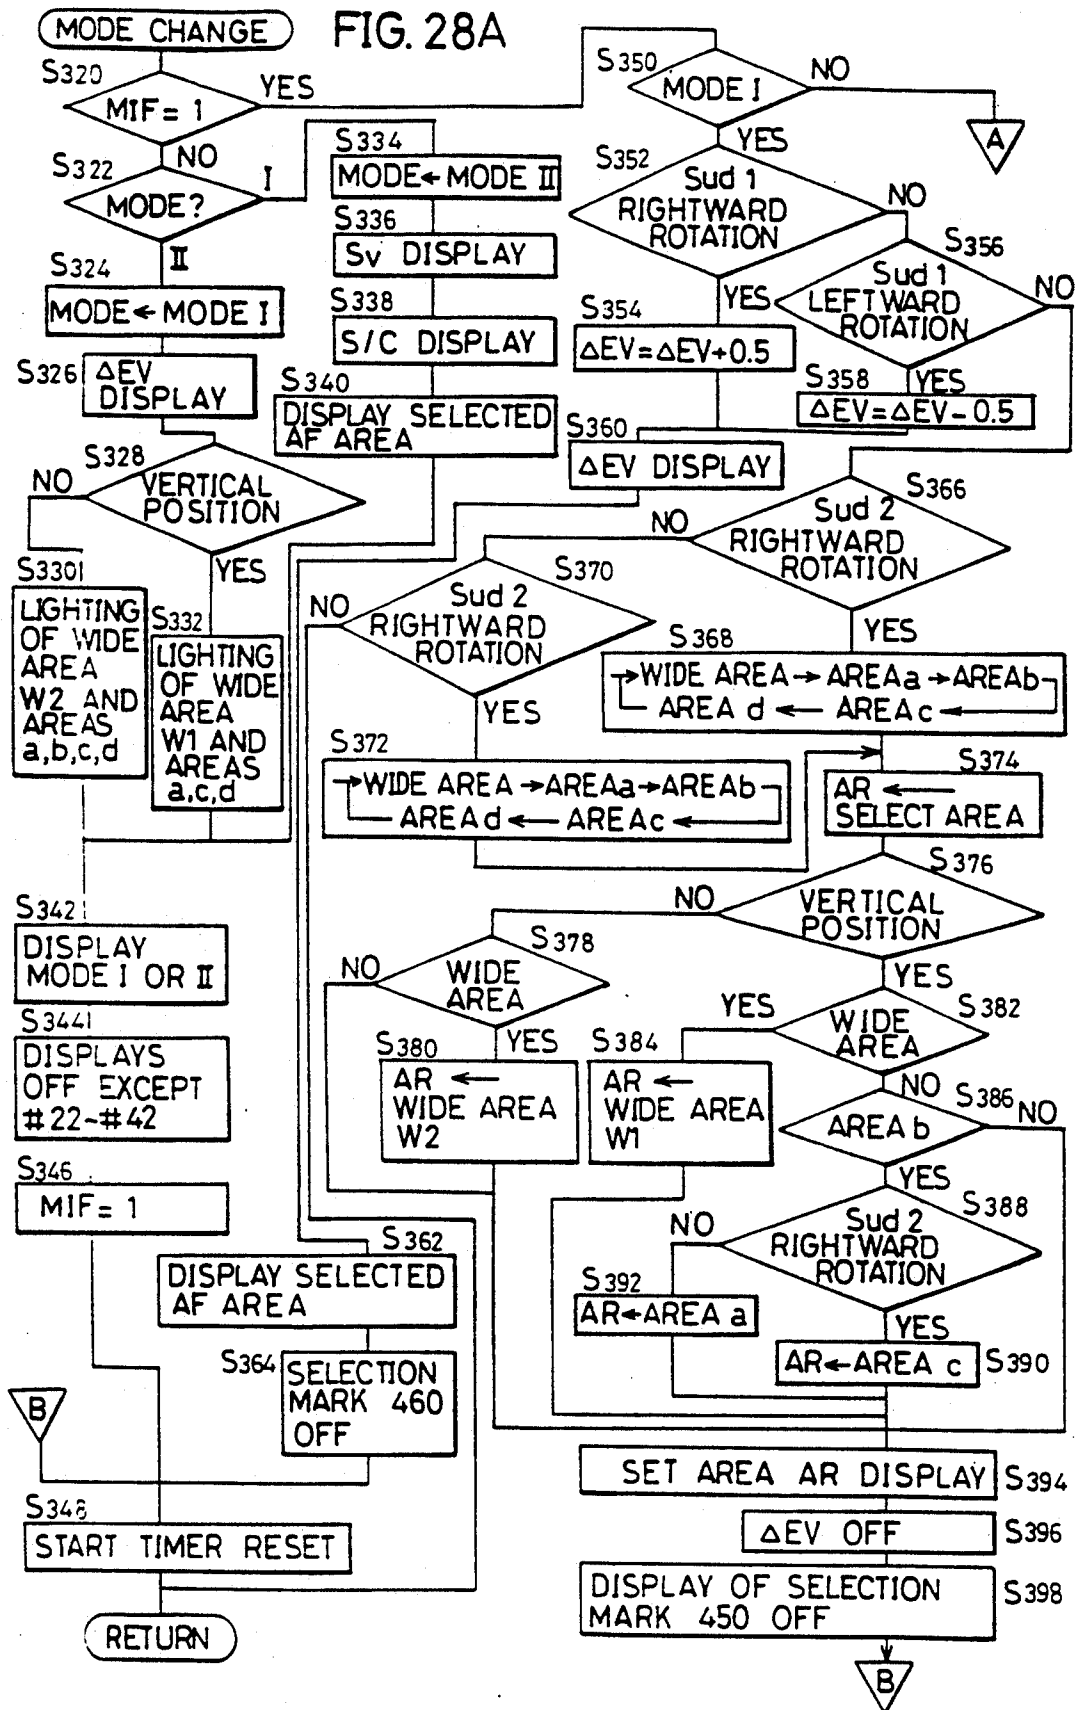 FIG. 28A
MODE CHANGE
S320
MIF= 1
YES
NO
S322
MODE?
I
II
S324
MODE←MODE I
S326
ΔEV
DISPLAY
S328
VERTICAL
POSITION
NO
YES
S330
LIGHTING
OF WIDE
AREA
W2 AND
AREAS
a,b,c,d
S332
LIGHTING
OF WIDE
AREA
W1 AND
AREAS
a,c,d
S334
MODE←MODE II
S336
Sv DISPLAY
S338
S/C DISPLAY
S340
DISPLAY SELECTED
AF AREA
S342
DISPLAY
MODE I OR II
S344
DISPLAYS
OFF EXCEPT
#22~#42
S346
MIF= 1
S348
START TIMER RESET
RETURN
S350
MODE I
NO
A
YES
S352
Sud 1
RIGHTWARD
ROTATION
NO
YES
S354
ΔEV=ΔEV+0.5
S356
Sud 1
LEFTWARD
ROTATION
NO
YES
S358
ΔEV=ΔEV-0.5
S360
ΔEV DISPLAY
S362
DISPLAY SELECTED
AF AREA
S364
SELECTION
MARK 460
OFF
B
S366
Sud 2
RIGHTWARD
ROTATION
NO
YES
S368
→WIDE AREA→AREAa→AREAb
AREA d ← AREA c ←
S370
Sud 2
RIGHTWARD
ROTATION
NO
YES
S372
→WIDE AREA→AREAa→AREAb
AREAd ← AREAc ←
S374
AR ←
SELECT AREA
S376
VERTICAL
POSITION
NO
YES
S378
WIDE
AREA
NO
YES
S380
AR ←
WIDE AREA
W2
S382
WIDE
AREA
YES
NO
S384
AR ←
WIDE AREA
W1
S386
AREA b
NO
YES
S388
Sud 2
RIGHTWARD
ROTATION
NO
YES
S392
AR←AREA a
AR←AREA c
S390
SET AREA AR DISPLAY
S394
ΔEV OFF
S396
DISPLAY OF SELECTION
MARK 450 OFF
S398
B